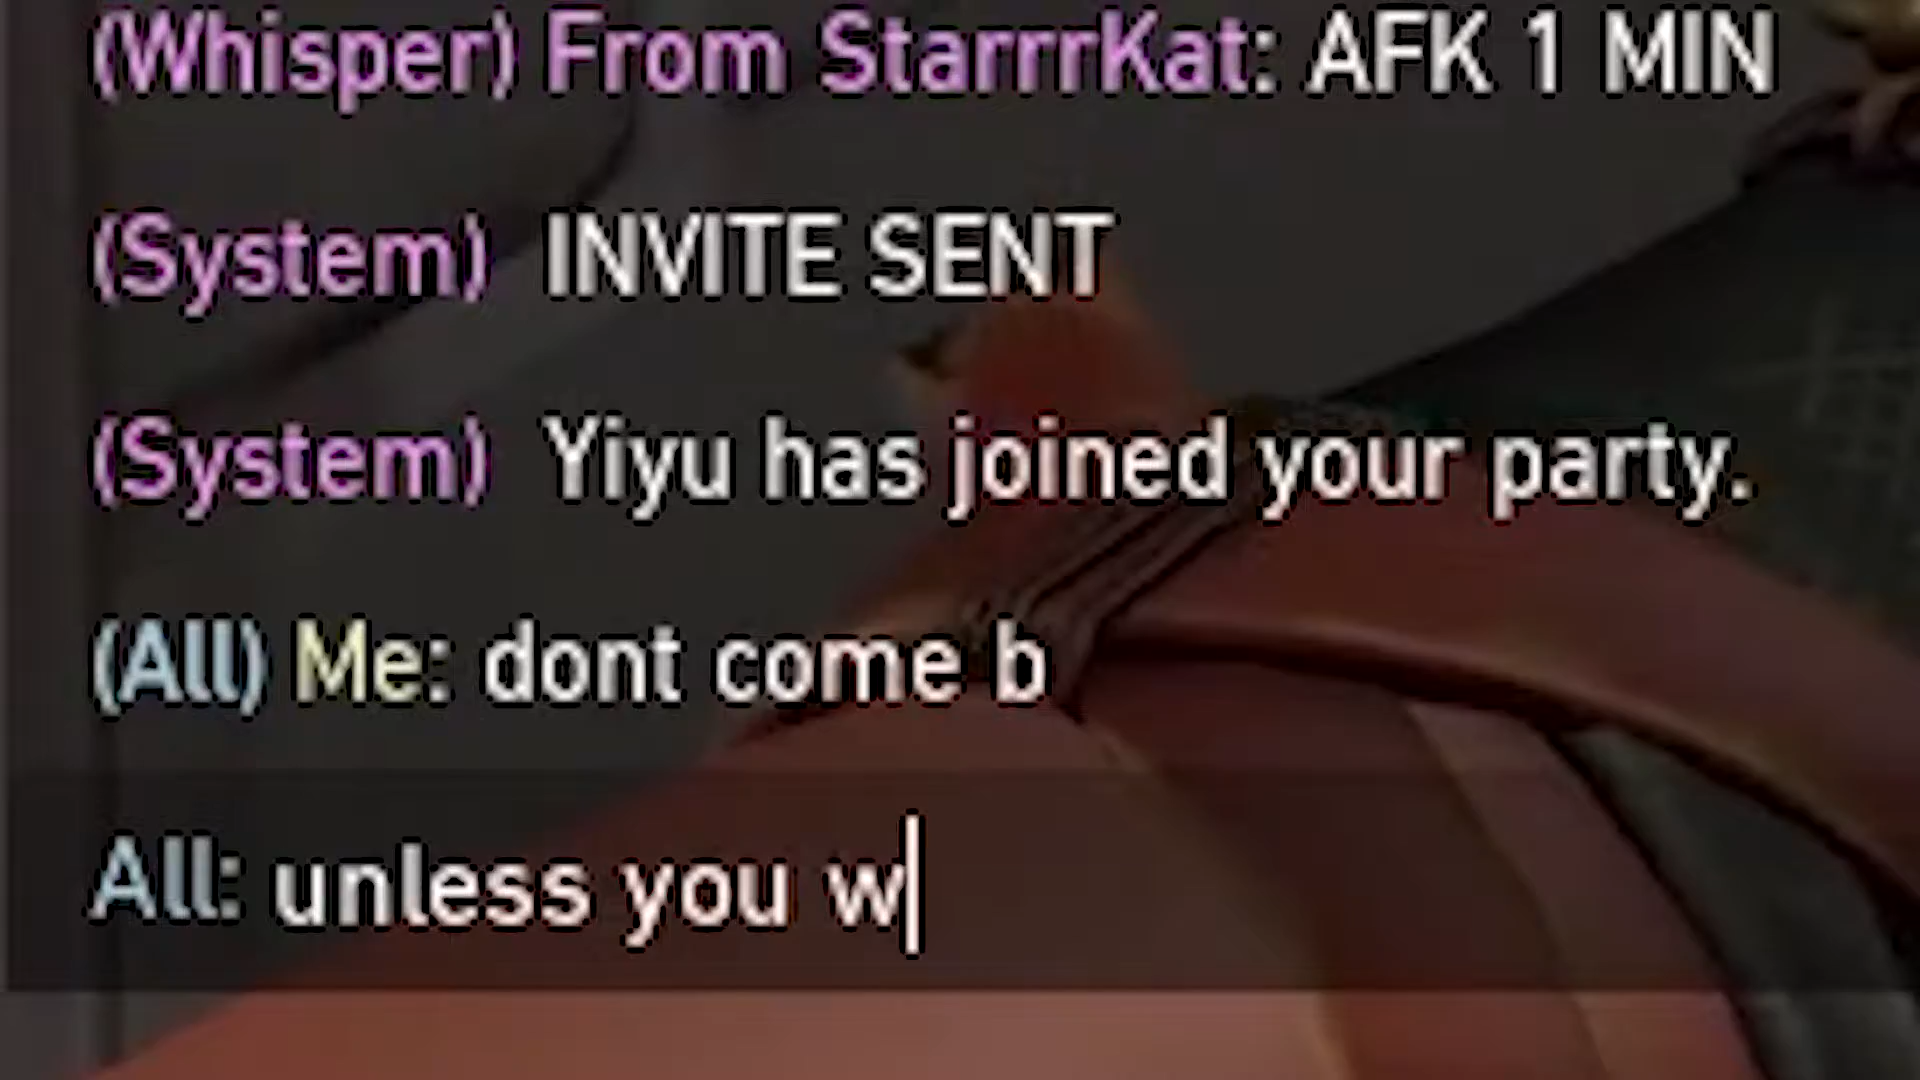 (Whisper) From StarrrKat: AFK 1 MIN
(System) INVITE SENT
(System) Yiyu has joined your party.
(All) Me: dont come b
All: unless you w